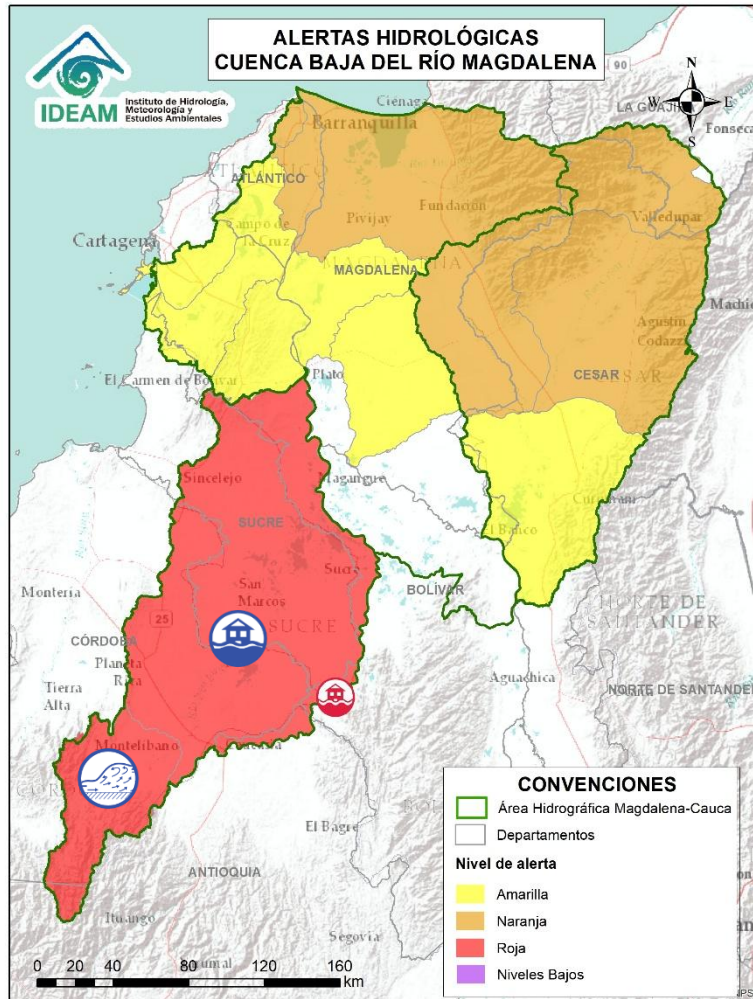 ALERTAS HIDROLÓGICAS
CUENCA BAJA DEL RÍO MAGDALENA
IDEAM
Instituto de Hidrología,
Meteorología y
Estudios Ambientales
N
W
E
S
90
Ciénaga
LA GUAJIRA
Barranquilla
Fonseca
ATLÁNTICO
Valledupar
Fundación
Pivijay
Campo de
la Cruz
Cartagena
MAGDALENA
Agustín
Codazzi
El Carmen de Bolívar
Plato
CESAR
Sincelejo
Magangue
SUCRE
El Banco
Sucre
San
Marcos
SUCRE
BOLÍVAR
Montería
25
NORTE DE
SANTANDER
CÓRDOBA
Planeta
Rica
Tierra
Alta
Aguachica
NORTE DE SANTANDER
Montelibano
El Bagre
ANTIOQUIA
Ituango
Segovia
0 20 40 80 120 160
km
CONVENCIONES
Área Hidrográfica Magdalena-Cauca
Departamentos
Nivel de alerta
Amarilla
Naranja
Roja
Niveles Bajos